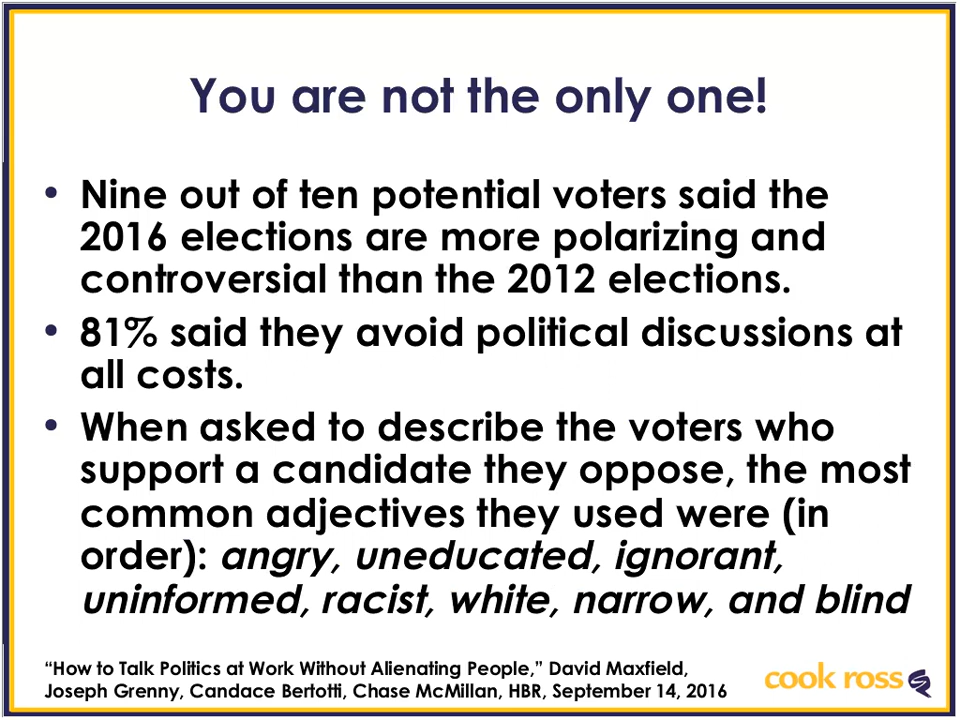 You are not the only one!
• Nine out of ten potential voters said the
2016 elections are more polarizing and
controversial than the 2012 elections.
• 81% said they avoid political discussions at
all costs.
• When asked to describe the voters who
support a candidate they oppose, the most
common adjectives they used were (in
order): angry, uneducated, ignorant,
uninformed, racist, white, narrow, and blind
“How to Talk Politics at Work Without Alienating People,” David Maxfield,
Joseph Grenny, Candace Bertotti, Chase McMillan, HBR, September 14, 2016
cook ross